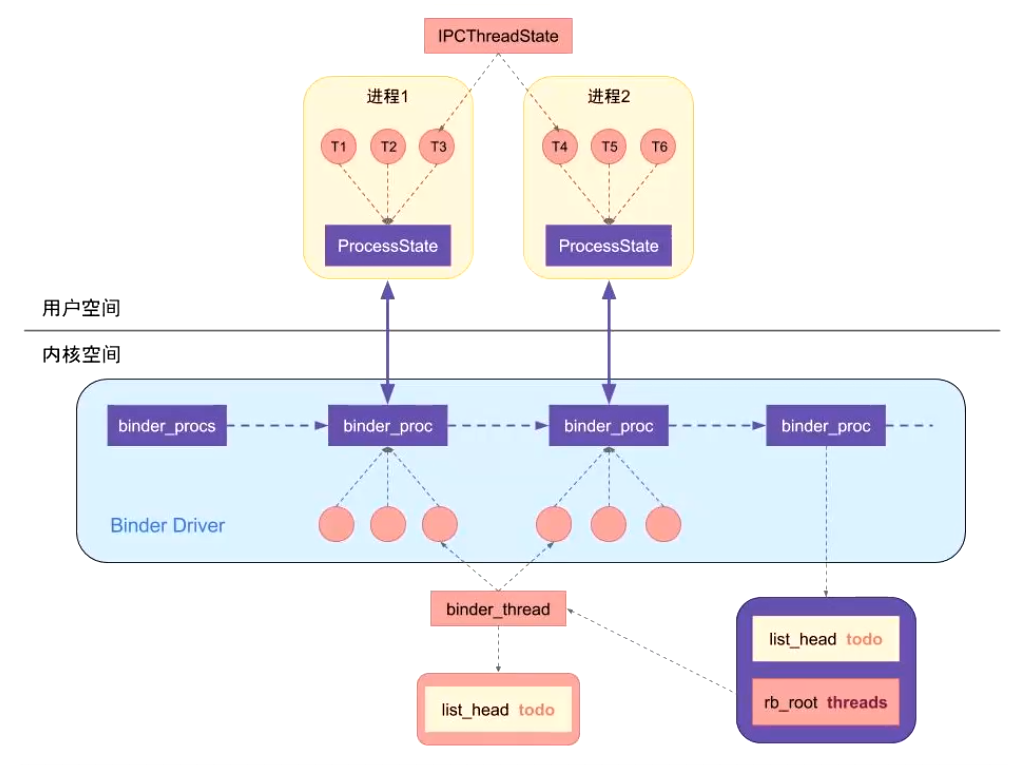 IPCThreadState
进程1
进程2
T1 T2 T3
T4 T5 T6
ProcessState
ProcessState
用户空间
内核空间
binder_procs
binder_proc
binder_proc
binder_proc
Binder Driver
binder_thread
list_head todo
rb_root threads
list_head todo